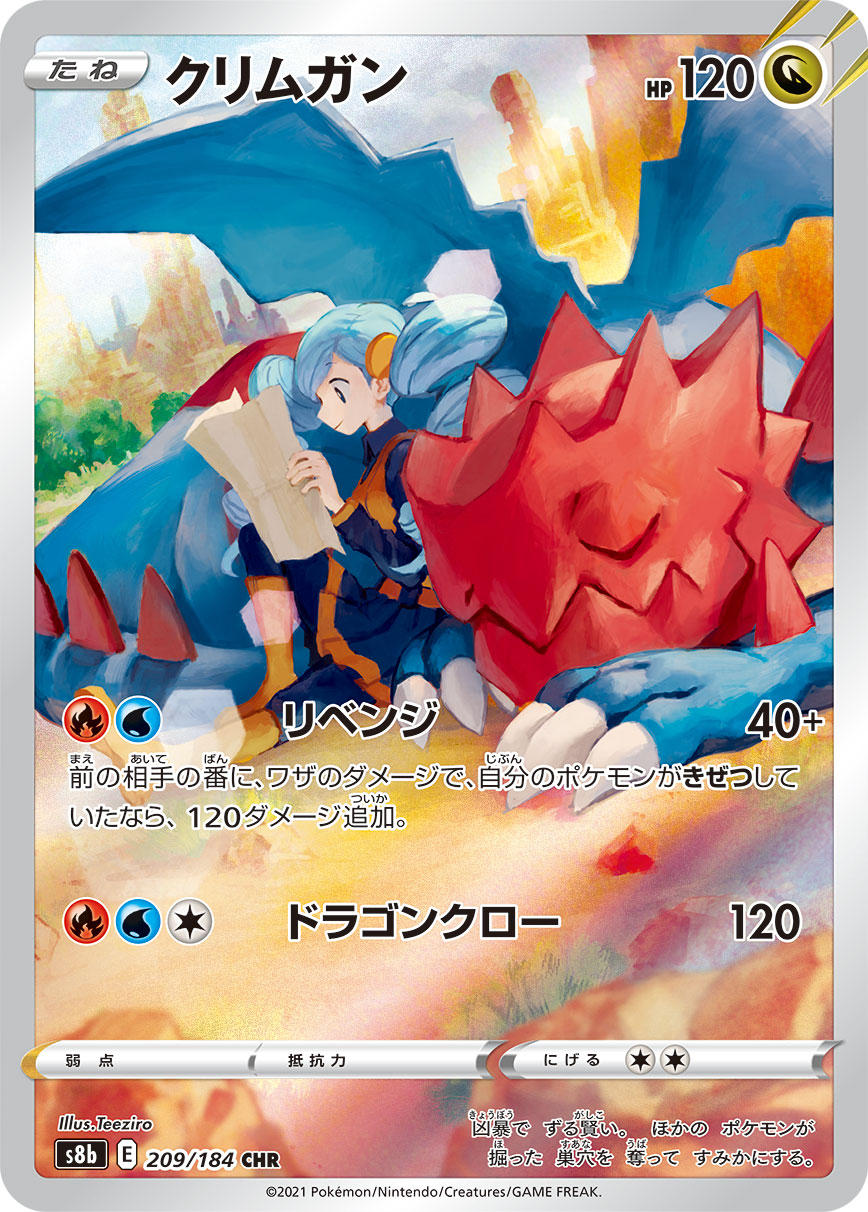 たね クリムガン HP 120
リベンジ 40+
前の相手の番に、ワザのダメージで、自分のポケモンがきぜつして
いたなら、120ダメージ追加。
ドラゴンクロー 120
弱点 抵抗力 にげる
Illus.Teeziro
凶暴で ずる賢い。 ほかの ポケモンが
掘った 巣穴を 奪って すみかにする。
s8b E 209/184 CHR
©2021 Pokémon/Nintendo/Creatures/GAME FREAK.